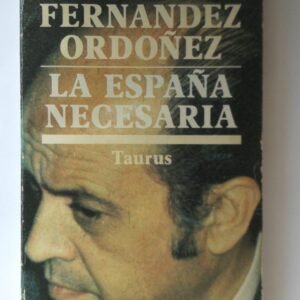 FERNANDEZ
ORDOÑEZ
LA ESPAÑA
NECESARIA
Taurus